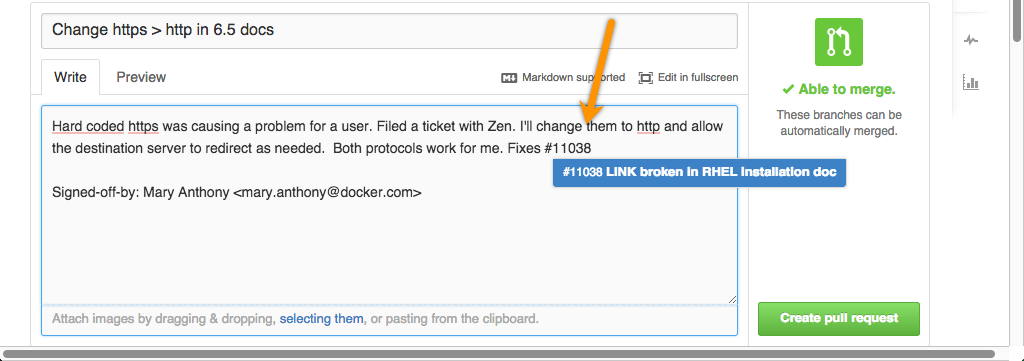 Change https > http in 6.5 docs
Write
Preview
Markdown supported
Edit in fullscreen
Hard coded https was causing a problem for a user. Filed a ticket with Zen. I'll change them to http and allow
the destination server to redirect as needed.  Both protocols work for me. Fixes #11038
#11038 LINK broken in RHEL installation doc
Signed-off-by: Mary Anthony <mary.anthony@docker.com>
Attach images by dragging & dropping, selecting them, or pasting from the clipboard.
Able to merge.
These branches can be
automatically merged.
Create pull request